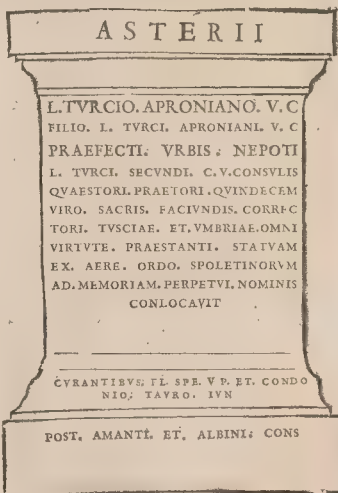 ASTERII
L. TVRCIO. APRONIANO. V. C
FILIO. L. TVRCI. APRONIANI. V. C
PRAEFECTI. VRBIS. NEPOTI
L. TVRCI. SECVNDI. C. V. CONSVLIS
QVAESTORI. PRAETORI. QVINDECEM
VIRO. SACRIS. FACIVNDIS. CORREC
TORI. TVSCIAE. ET. VMBRIAE. OMNI
VIRTVTE. PRAESTANTI. STATVAM
EX. AERE. ORDO. SPOLETINORVM
AD. MEMORIAM. PERPETVI. NOMINIS
CONLOCAVIT
CVRANTIBVS. FL. SPE. V P. ET. CONDO
NIO. TAVRO. IVN
POST. AMANTI. ET. ALBINI. CONS